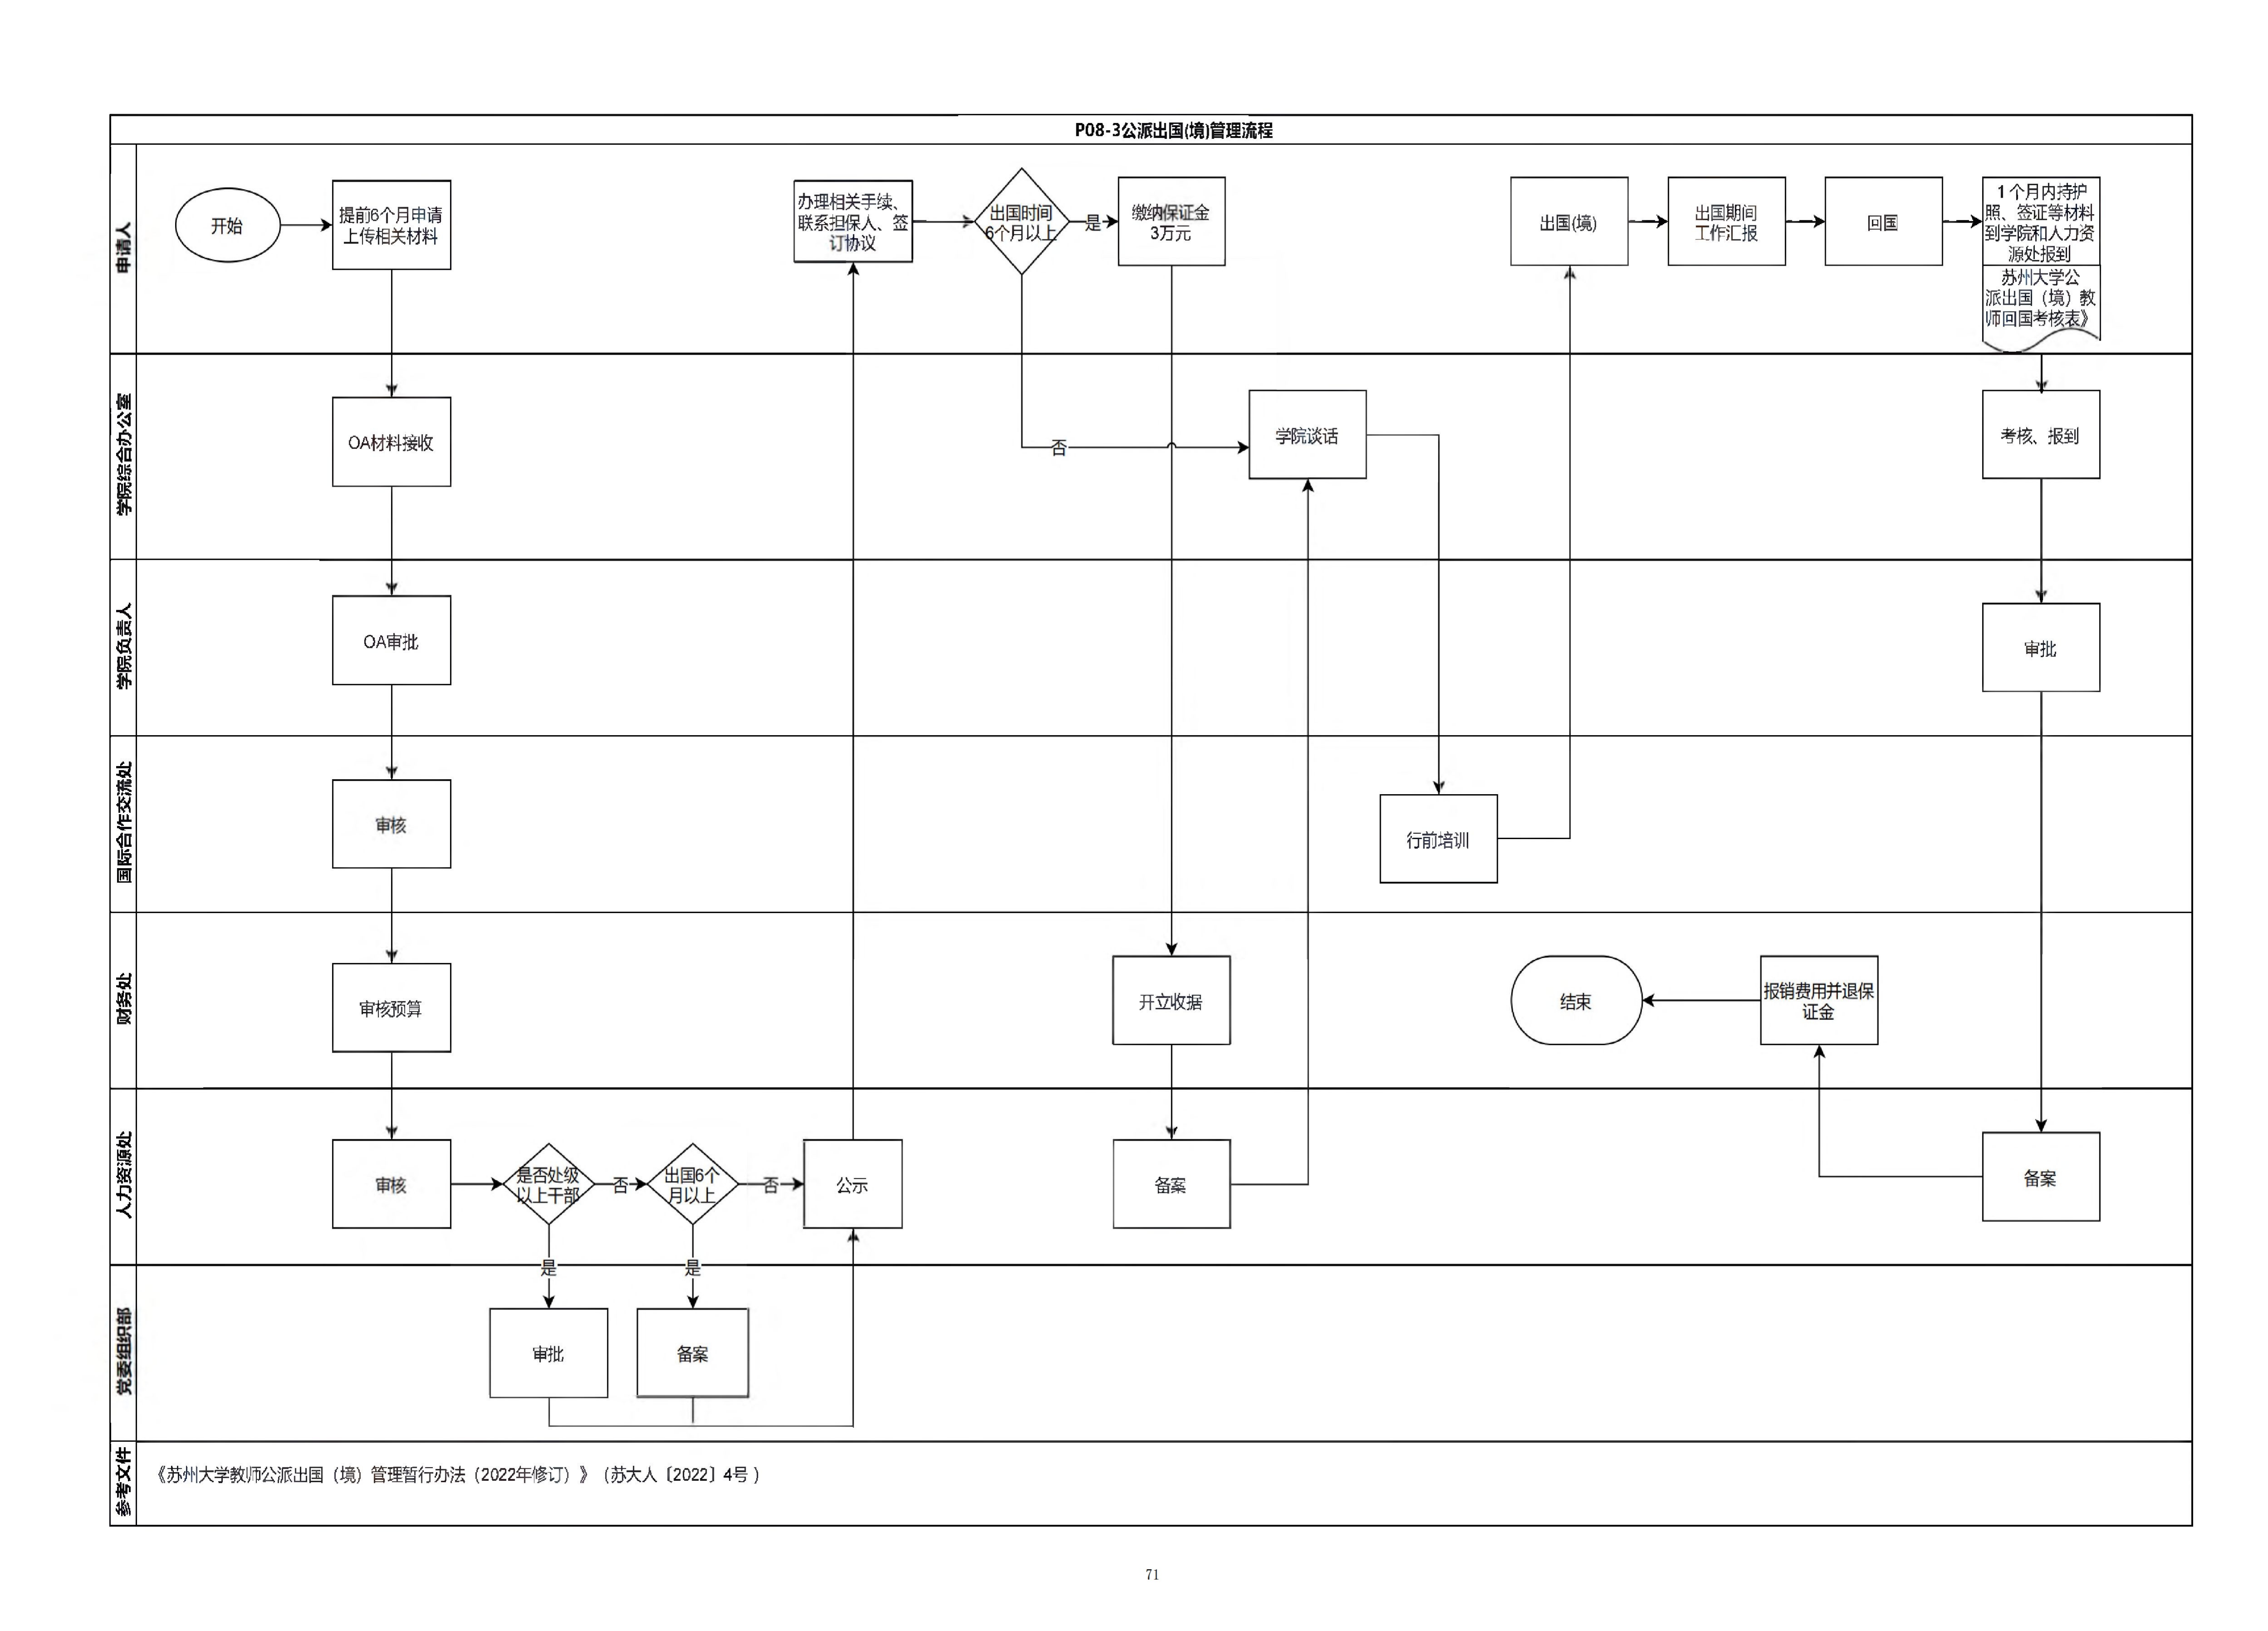 P08-3公派出国(境)管理流程
申请人
开始
提前6个月申请
上传相关材料
办理相关手续、
联系担保人、签
订协议
出国时间
6个月以上
是
缴纳保证金
3万元
出国(境)
出国期间
工作汇报
回国
1个月内持护
照、签证等材料
到学院和人力资
源处报到
苏州大学公
派出国（境）教
师回国考核表》
学院综合办公室
OA材料接收
否
学院谈话
考核、报到
学院负责人
OA审批
审批
国际合作交流处
审核
行前培训
财务处
审核预算
开立收据
结束
报销费用并退保
证金
人力资源处
审核
是否处级
以上干部
否
出国6个
月以上
否
公示
备案
备案
是
是
党委组织部
审批
备案
参考文件
《苏州大学教师公派出国（境）管理暂行办法（2022年修订）》（苏大人〔2022〕4号）
71